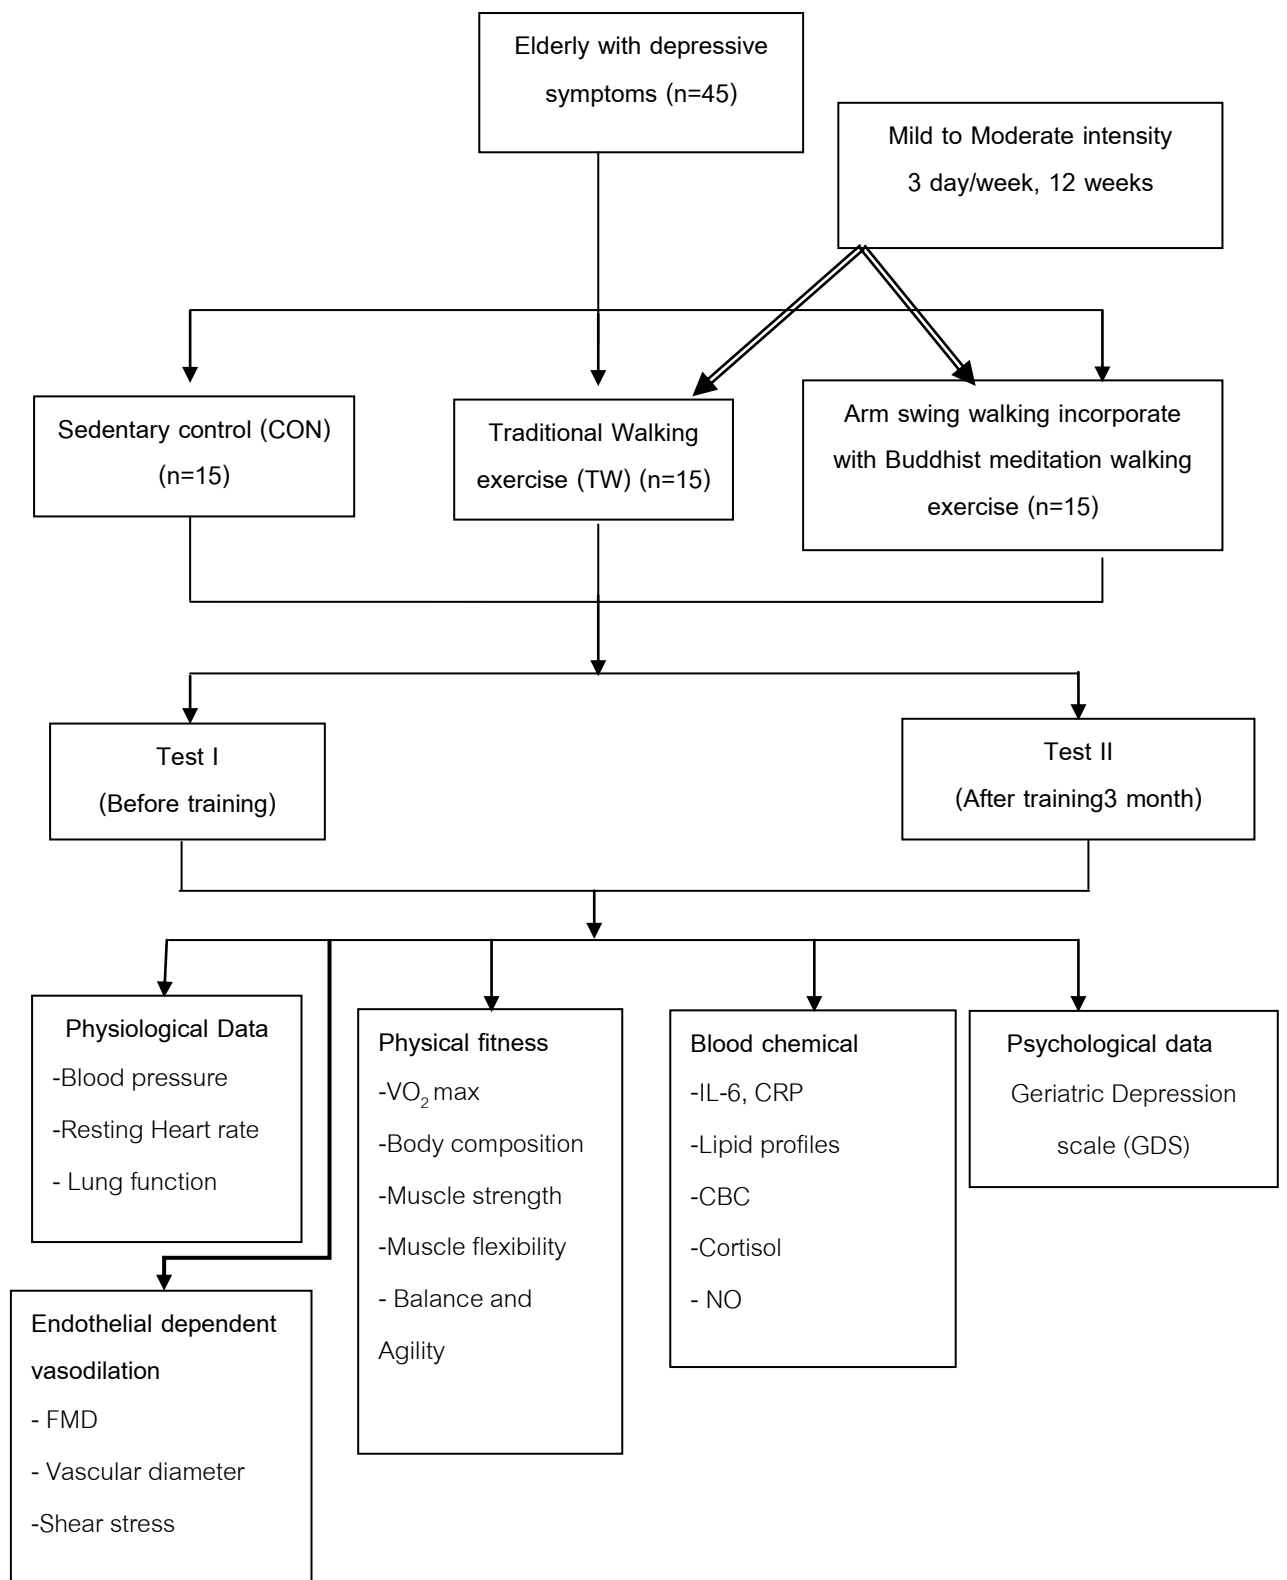 Elderly with depressive
symptoms (n=45)
Mild to Moderate intensity
3 day/week, 12 weeks
Sedentary control (CON)
(n=15)
Traditional Walking
exercise (TW) (n=15)
Arm swing walking incorporate
with Buddhist meditation walking
exercise (n=15)
Test I
(Before training)
Test II
(After training3 month)
Physiological Data
-Blood pressure
-Resting Heart rate
- Lung function
Physical fitness
-VO₂ max
-Body composition
-Muscle strength
-Muscle flexibility
- Balance and
Agility
Blood chemical
-IL-6, CRP
-Lipid profiles
-CBC
-Cortisol
- NO
Psychological data
Geriatric Depression
scale (GDS)
Endothelial dependent
vasodilation
- FMD
- Vascular diameter
-Shear stress